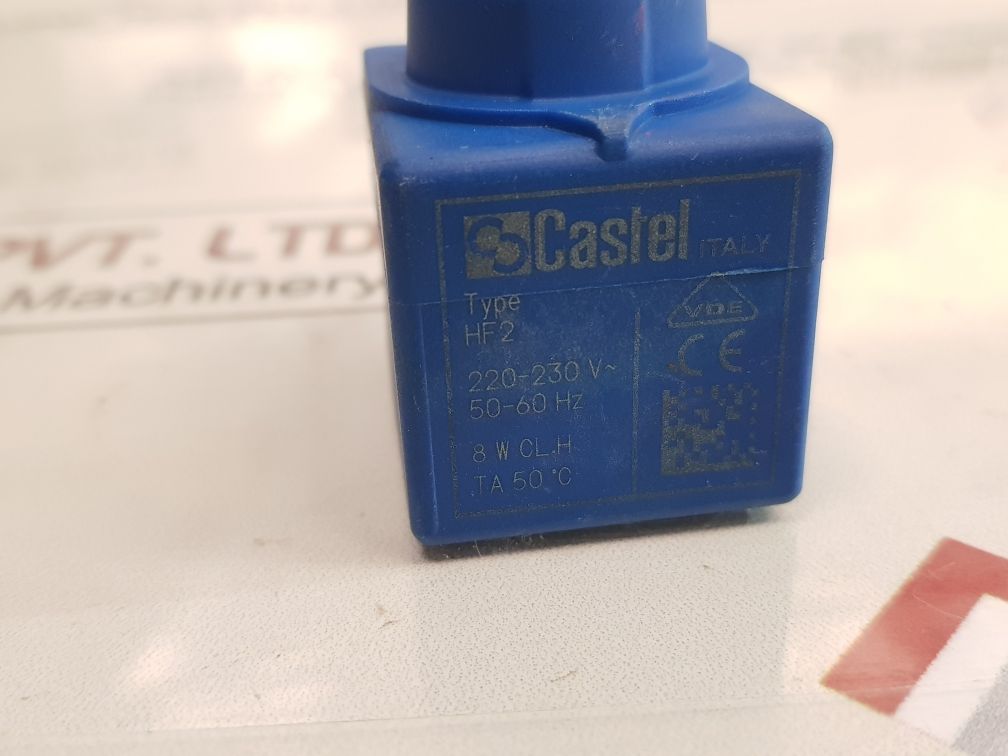 PVT. LTD
Machinery
Castel ITALY
Type
HF2
220-230 V~
50-60 Hz
8 W CL.H
TA 50 °C
VDE
CE